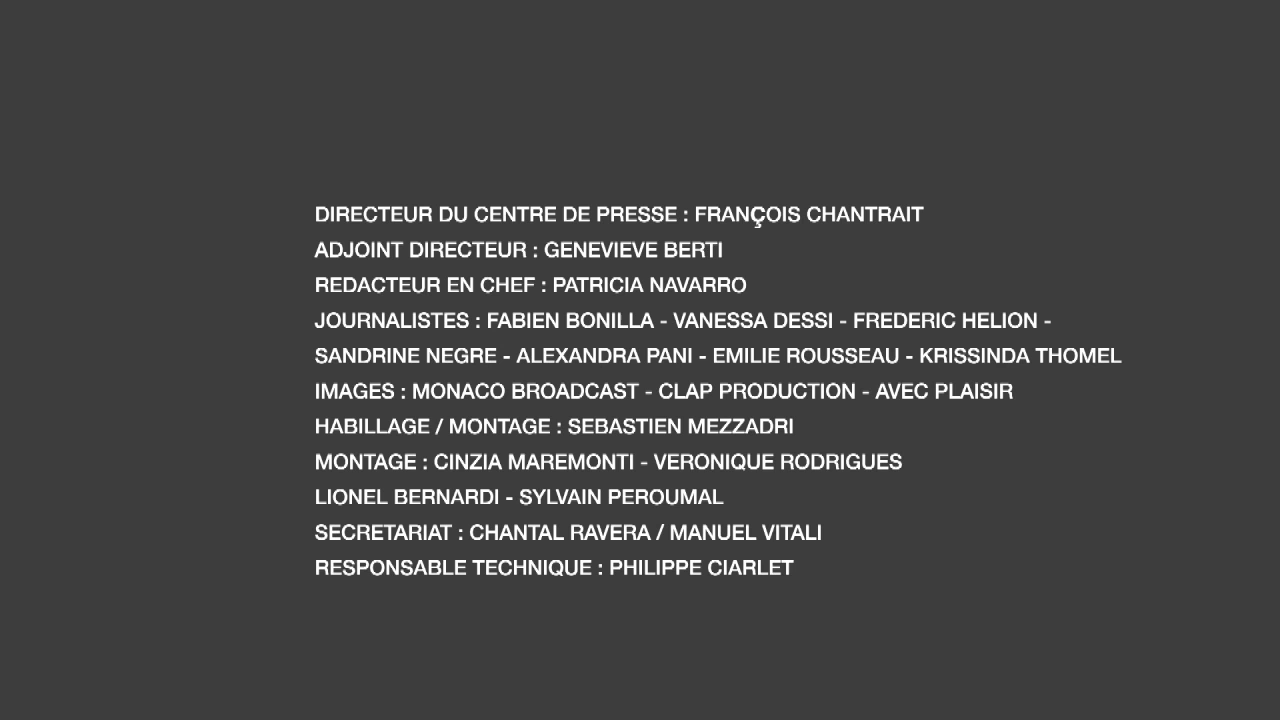 DIRECTEUR DU CENTRE DE PRESSE : FRANÇOIS CHANTRAIT
ADJOINT DIRECTEUR : GENEVIEVE BERTI
REDACTEUR EN CHEF : PATRICIA NAVARRO
JOURNALISTES : FABIEN BONILLA - VANESSA DESSI - FREDERIC HELION -
SANDRINE NEGRE - ALEXANDRA PANI - EMILIE ROUSSEAU - KRISSINDA THOMEL
IMAGES : MONACO BROADCAST - CLAP PRODUCTION - AVEC PLAISIR
HABILLAGE / MONTAGE : SEBASTIEN MEZZADRI
MONTAGE : CINZIA MAREMONTI - VERONIQUE RODRIGUES
LIONEL BERNARDI - SYLVAIN PEROUMAL
SECRETARIAT : CHANTAL RAVERA / MANUEL VITALI
RESPONSABLE TECHNIQUE : PHILIPPE CIARLET